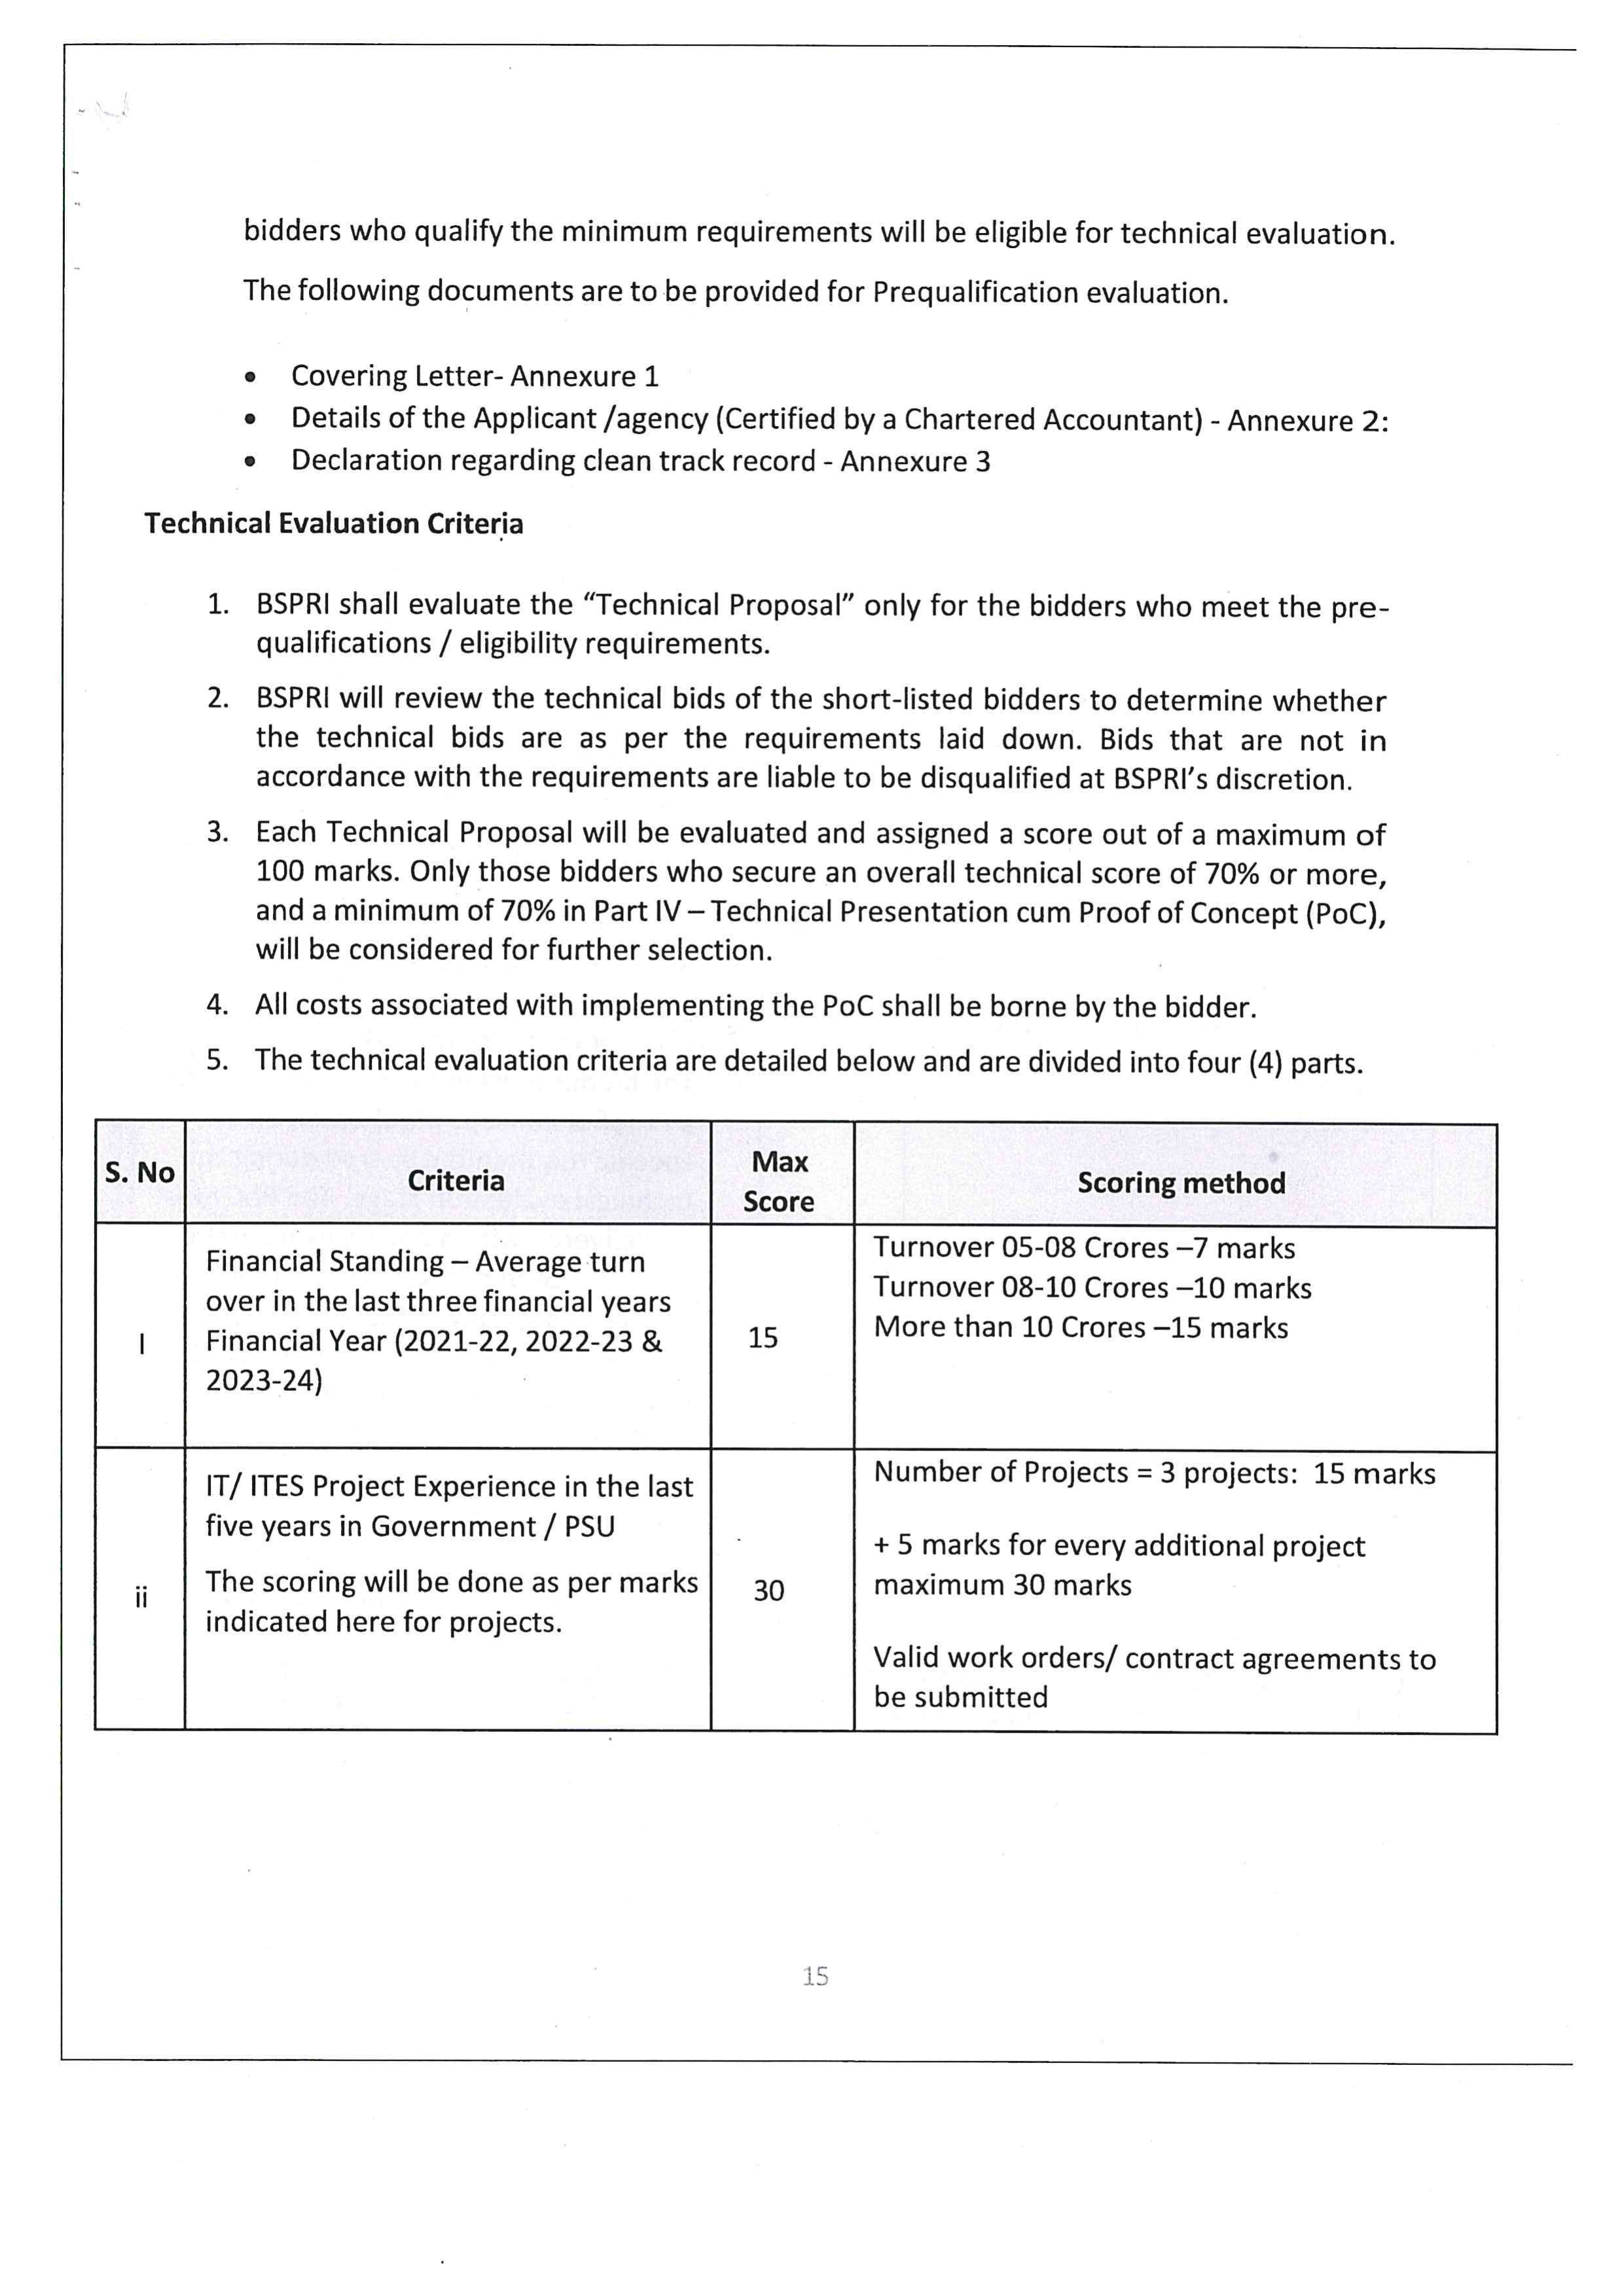 bidders who qualify the minimum requirements will be eligible for technical evaluation.
The following documents are to be provided for Prequalification evaluation.
• Covering Letter- Annexure 1
• Details of the Applicant /agency (Certified by a Chartered Accountant) - Annexure 2:
• Declaration regarding clean track record - Annexure 3
Technical Evaluation Criteria
1. BSPRI shall evaluate the “Technical Proposal” only for the bidders who meet the pre-
qualifications / eligibility requirements.
2. BSPRI will review the technical bids of the short-listed bidders to determine whether
the technical bids are as per the requirements laid down. Bids that are not in
accordance with the requirements are liable to be disqualified at BSPRI’s discretion.
3. Each Technical Proposal will be evaluated and assigned a score out of a maximum of
100 marks. Only those bidders who secure an overall technical score of 70% or more,
and a minimum of 70% in Part IV – Technical Presentation cum Proof of Concept (PoC),
will be considered for further selection.
4. All costs associated with implementing the PoC shall be borne by the bidder.
5. The technical evaluation criteria are detailed below and are divided into four (4) parts.
S. No
Criteria
Max
Score
Scoring method
I
Financial Standing – Average turn
over in the last three financial years
Financial Year (2021-22, 2022-23 &
2023-24)
15
Turnover 05-08 Crores –7 marks
Turnover 08-10 Crores –10 marks
More than 10 Crores –15 marks
ii
IT/ ITES Project Experience in the last
five years in Government / PSU
The scoring will be done as per marks
indicated here for projects.
30
Number of Projects = 3 projects: 15 marks
+ 5 marks for every additional project
maximum 30 marks
Valid work orders/ contract agreements to
be submitted
15